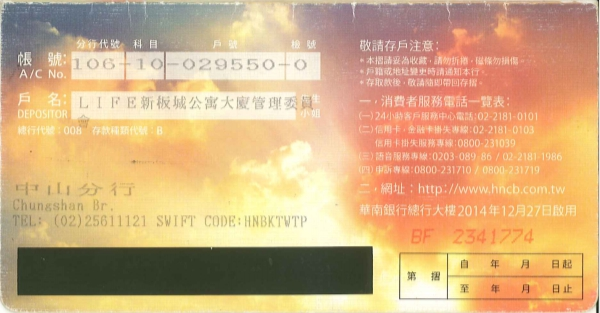 分行代號 科目 戶號 檢號
帳號:
A/C No.
106-10-029550-0
戶名:
DEPOSITOR
LIFE新板城公寓大廈管理委員
會
小姐
總行代號:008 存款種類代號:B
中山分行
Chungshan Br.
TEL: (02)25611121 SWIFT CODE:HNBKTWTP
敬請存戶注意:
*本摺請妥為收藏,請勿折捲,磁條勿損傷。
*戶籍或地址變更時請通知本行。
*存取款後,敬請隨即帶回存摺。
一,消費者服務電話一覽表:
(一)24小時客戶服務中心電話:02-2181-0101
(二)信用卡、金融卡掛失專線:02-2181-0103
信用卡掛失服務專線:0800-231039
(三)語音服務專線:0203-089-86 / 02-2181-1986
(四)申訴專線:0800-231710 / 0800-231719
二,網址:http://www.hncb.com.tw
華南銀行總行大樓2014年12月27日啟用
BF 2341774
第 摺
自 年 月 日起
至 年 月 日止